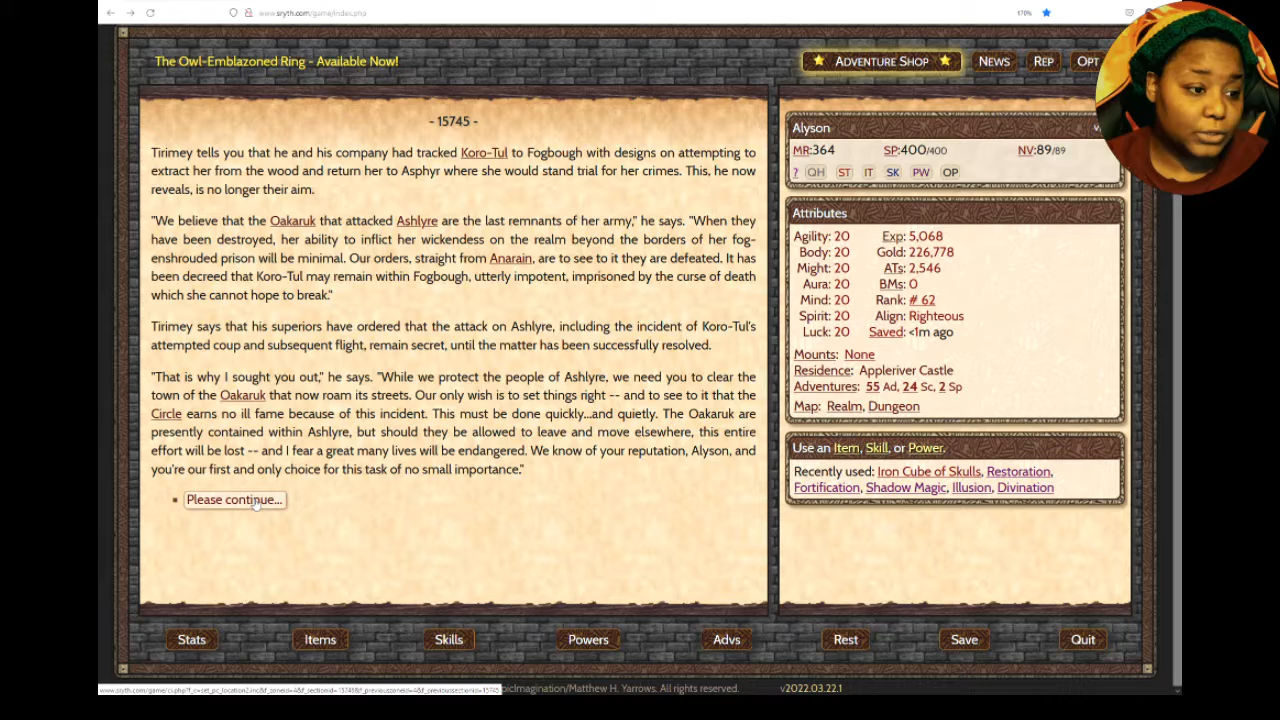 www.sryth.com/game/index.php
170%
The Owl-Emblazoned Ring - Available Now!
ADVENTURE SHOP
NEWS
REP
OPT
- 15745 -
Tirimey tells you that he and his company had tracked Koro-Tul to Fogbough with designs on attempting to
extract her from the wood and return her to Asphyr where she would stand trial for her crimes. This, he now
reveals, is no longer their aim.
"We believe that the Oakaruk that attacked Ashlyre are the last remnants of her army," he says. "When they
have been destroyed, her ability to inflict her wickendess on the realm beyond the borders of her fog-
enshrouded prison will be minimal. Our orders, straight from Anarain, are to see to it they are defeated. It has
been decreed that Koro-Tul may remain within Fogbough, utterly impotent, imprisoned by the curse of death
which she cannot hope to break."
Tirimey says that his superiors have ordered that the attack on Ashlyre, including the incident of Koro-Tul's
attempted coup and subsequent flight, remain secret, until the matter has been successfully resolved.
"That is why I sought you out," he says. "While we protect the people of Ashlyre, we need you to clear the
town of the Oakaruk that now roam its streets. Our only wish is to set things right -- and to see to it that the
Circle earns no ill fame because of this incident. This must be done quickly...and quietly. The Oakaruk are
presently contained within Ashlyre, but should they be allowed to leave and move elsewhere, this entire
effort will be lost -- and I fear a great many lives will be endangered. We know of your reputation, Alyson, and
you're our first and only choice for this task of no small importance."
Please continue...
Alyson
MR:364 SP:400/400 NV:89/89
? QH ST IT SK PW OP
Attributes
Agility: 20 Exp: 5,068
Body: 20 Gold: 226,778
Might: 20 ATs: 2,546
Aura: 20 BMs: 0
Mind: 20 Rank: # 62
Spirit: 20 Align: Righteous
Luck: 20 Saved: <1m ago
Mounts: None
Residence: Appleriver Castle
Adventures: 55 Ad, 24 Sc, 2 Sp
Map: Realm, Dungeon
Use an Item, Skill, or Power.
Recently used: Iron Cube of Skulls, Restoration,
Fortification, Shadow Magic, Illusion, Divination
Stats
Items
Skills
Powers
Advs
Rest
Save
Quit
picImagination/Matthew H. Yarrows. All rights reserved.
v2022.03.22.1